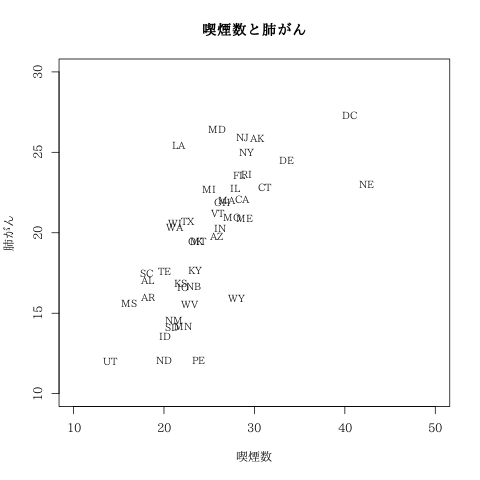 喫煙数と肺がん
30
25
20
15
10
肺がん
DC
MD
NJ AK
LA
NY
DE
RI
NE
CT
MI IL
CA
MA
VT
MO ME
TX
WA
IN
AZ
SC TE KY
AL
KS
NB
AR
WY
MS
WV
NM
MN
ID
UT ND PE
10 20 30 40 50
喫煙数